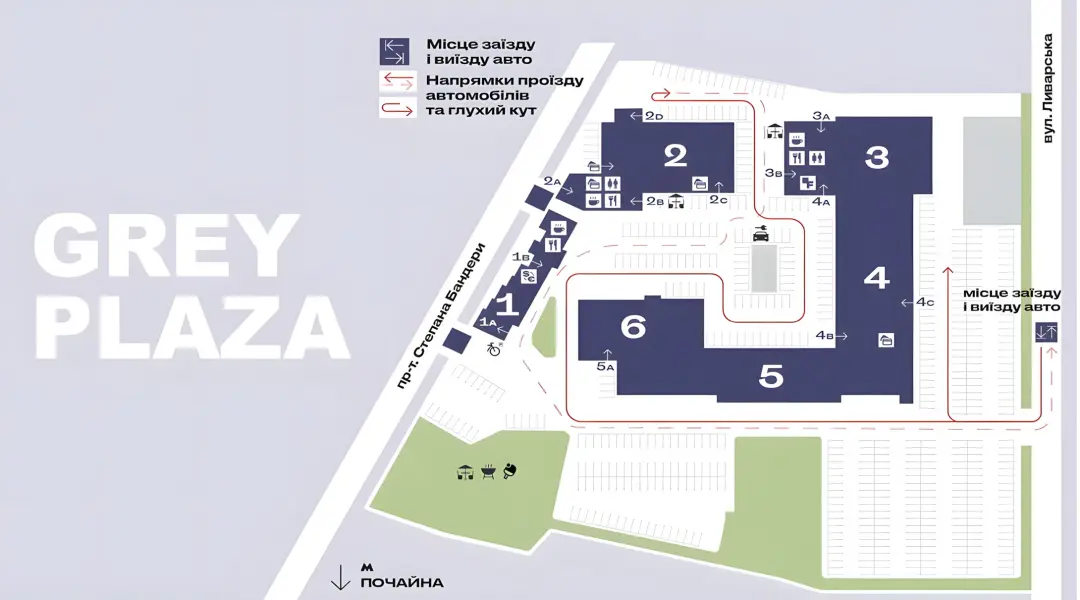 Місце заїзду
і виїзду авто
Напрямки проїзду
автомобілів
та глухий кут
GREY
PLAZA
вул. Ливарська
пр-т. Степана Бандери
2D
2
2A
2B
2C
3A
3
3B
4A
4
4C
4B
1B
1
1A
6
5A
5
місце заїзду
і виїзду авто
М
ПОЧАЙНА